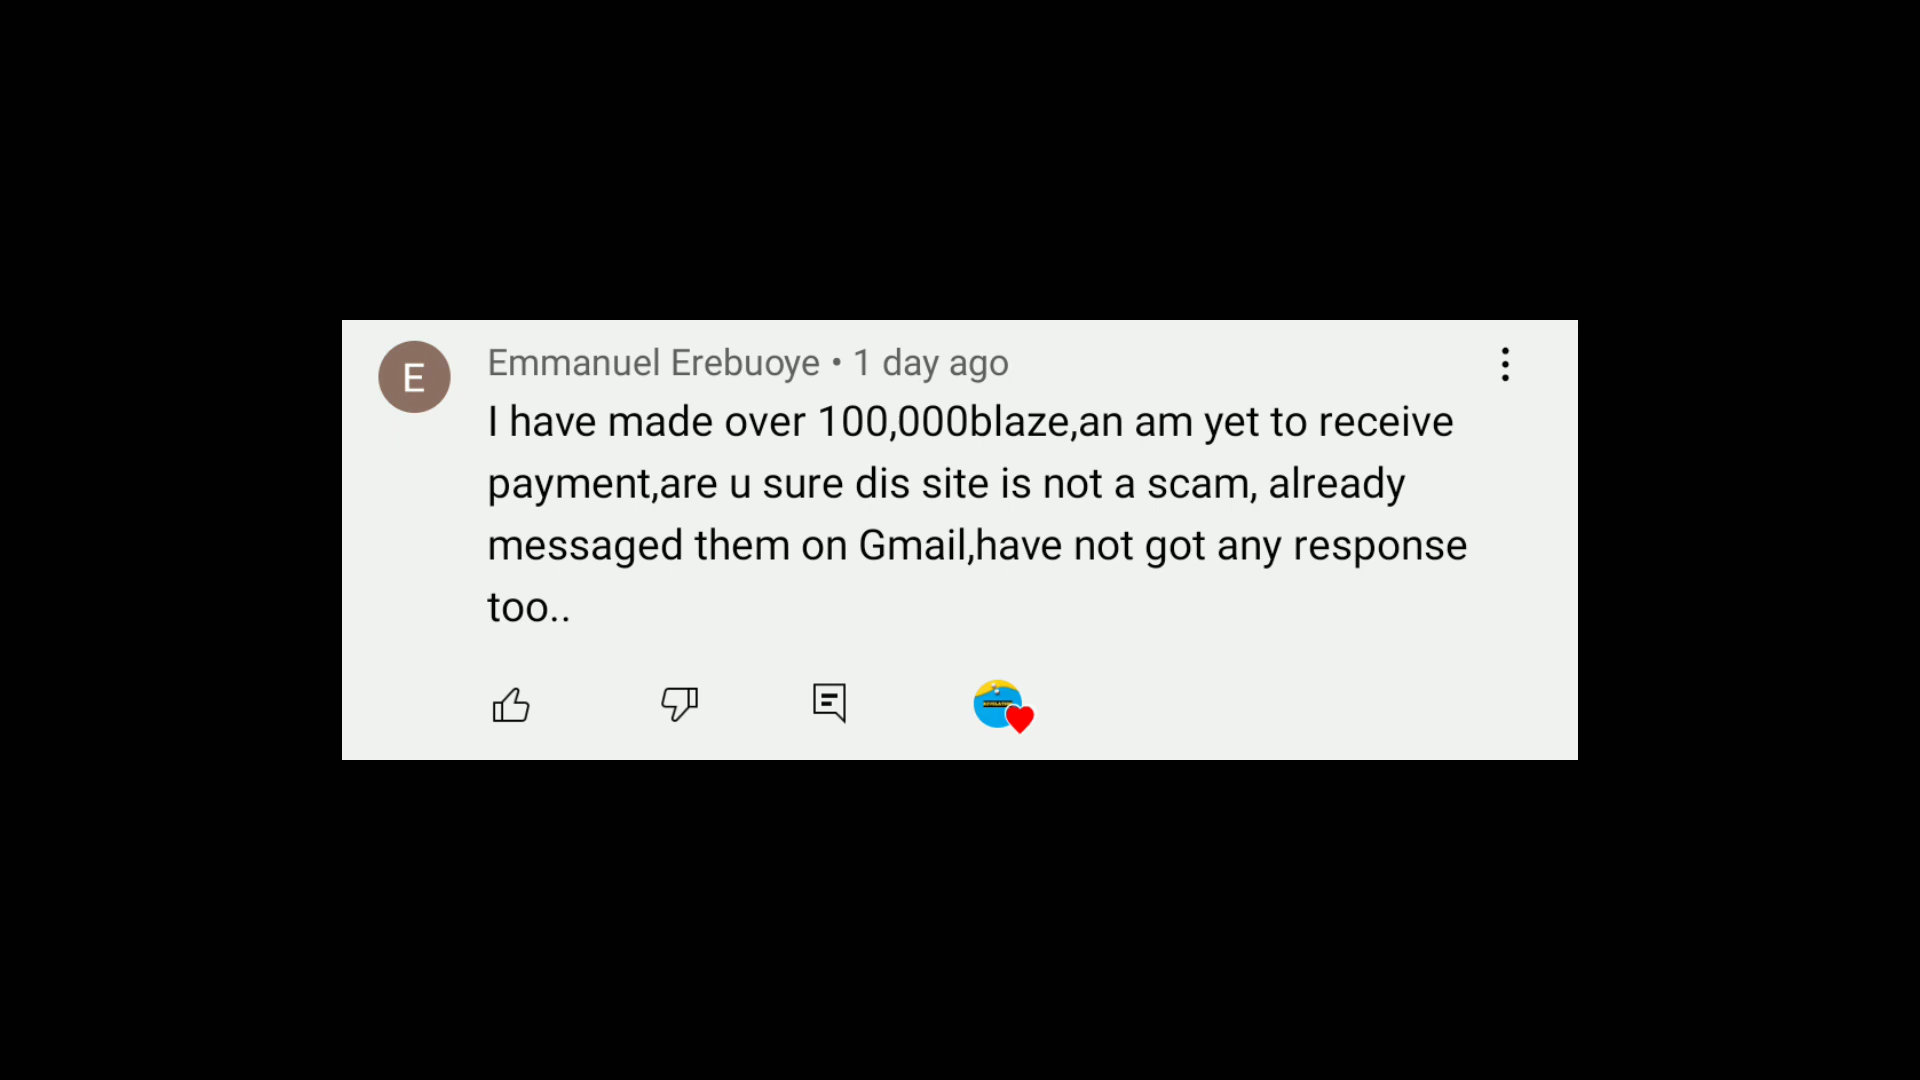 E
Emmanuel Erebuoye • 1 day ago
I have made over 100,000blaze,an am yet to receive
payment,are u sure dis site is not a scam, already
messaged them on Gmail,have not got any response
too..